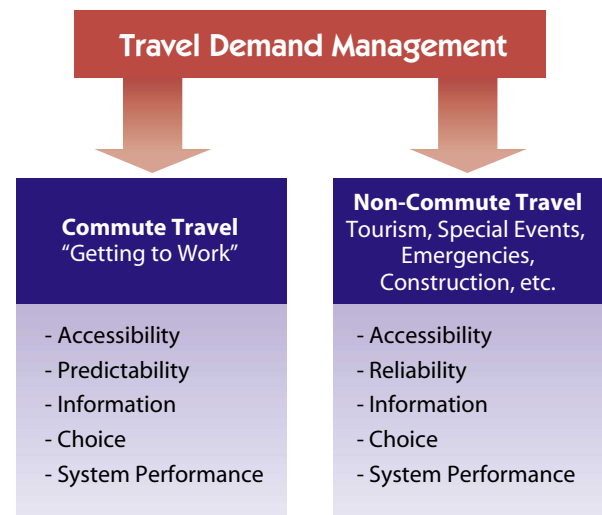 Travel Demand Management
Commute Travel
“Getting to Work”
- Accessibility
- Predictability
- Information
- Choice
- System Performance
Non-Commute Travel
Tourism, Special Events,
Emergencies,
Construction, etc.
- Accessibility
- Reliability
- Information
- Choice
- System Performance